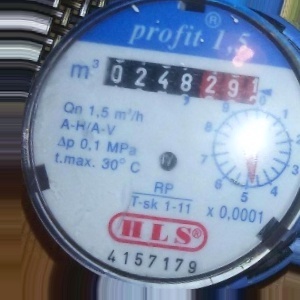 profit® 1,5
m³ 024829
Qn 1,5 m³/h
A-H/A-V
Δp 0,1 MPa
t.max. 30° C
RP
T-sk 1-11
x 0,0001
HLS®
4157179